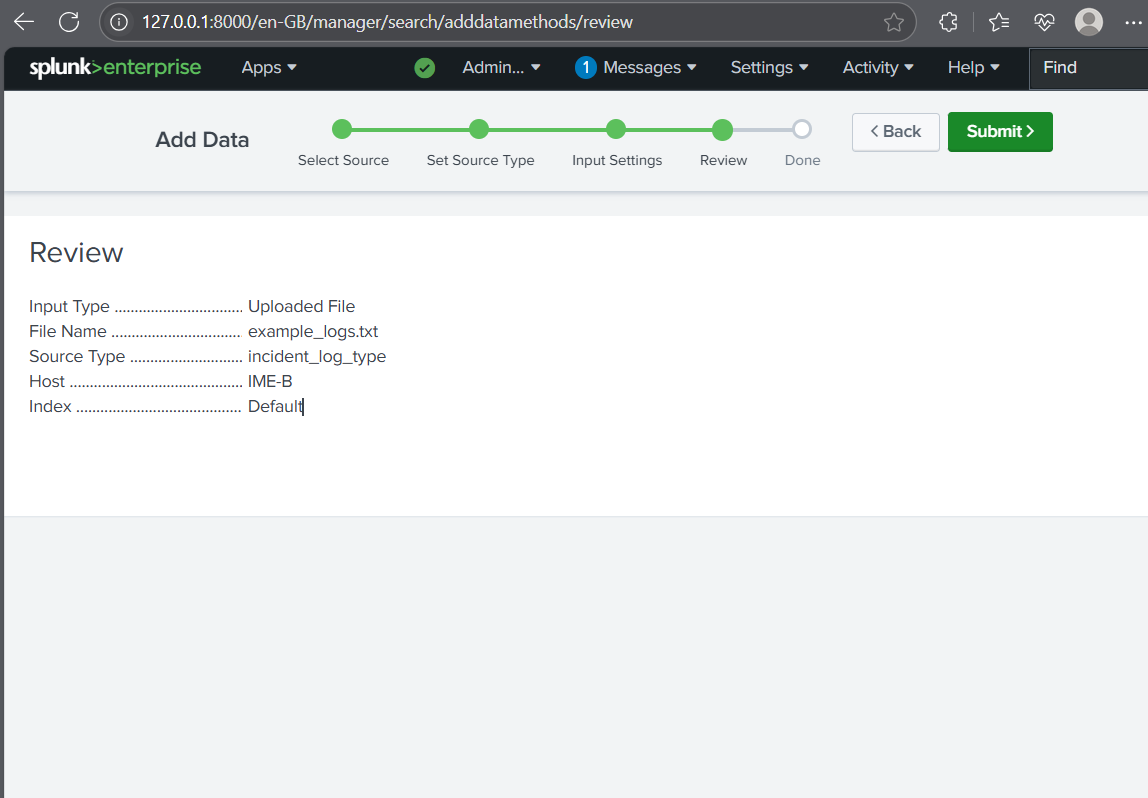 127.0.0.1:8000/en-GB/manager/search/adddatamethods/review
splunk>enterprise Apps Admin... 1 Messages Settings Activity Help Find
Add Data
Select Source Set Source Type Input Settings Review Done
Back Submit
Review
Input Type ................................ Uploaded File
File Name ................................ example_logs.txt
Source Type ............................ incident_log_type
Host ........................................... IME-B
Index ......................................... Default